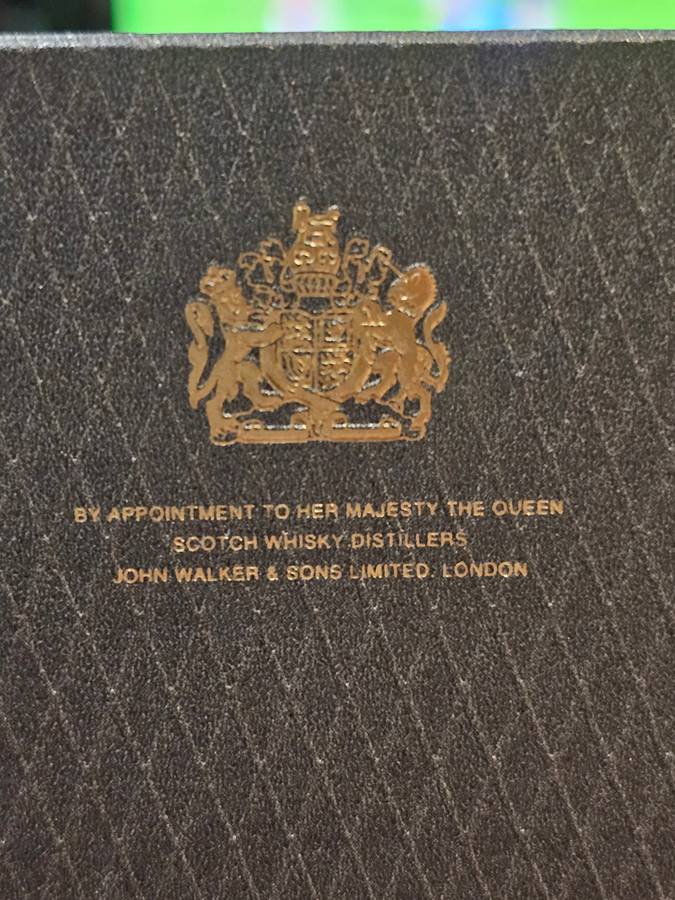 BY APPOINTMENT TO HER MAJESTY THE QUEEN
SCOTCH WHISKY DISTILLERS
JOHN WALKER & SONS LIMITED. LONDON